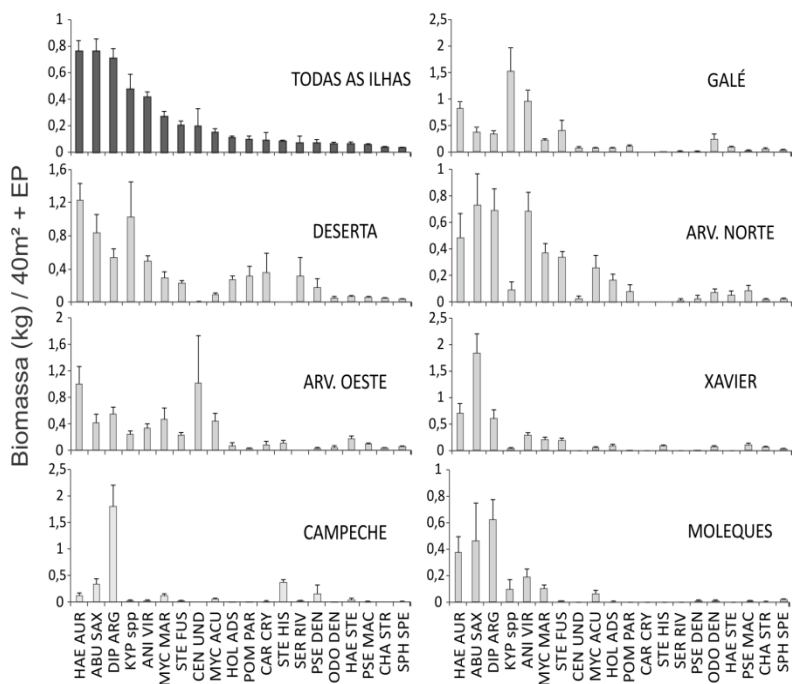 Biomassa (kg) / 40m² + EP
1
0,8
0,6
0,4
0,2
0
TODAS AS ILHAS
2,5
2
1,5
1
0,5
0
GALÉ
1,6
1,2
0,8
0,4
0
DESERTA
1
0,8
0,6
0,4
0,2
0
ARV. NORTE
2
1,6
1,2
0,8
0,4
0
ARV. OESTE
2,5
2
1,5
1
0,5
0
XAVIER
2,5
2
1,5
1
0,5
0
CAMPECHE
1
0,8
0,6
0,4
0,2
0
MOLEQUES
HAE AUR
ABU SAX
DIP ARG
KYP spp
ANI VIR
MYC MAR
STE FUS
CEN UND
MYC ACU
HOL ADS
POM PAR
CAR CRY
STE HIS
SER RIV
PSE DEN
ODO DEN
HAE STE
PSE MAC
CHA STR
SPH SPE
HAE AUR
ABU SAX
DIP ARG
KYP spp
ANI VIR
MYC MAR
STE FUS
CEN UND
MYC ACU
HOL ADS
POM PAR
CAR CRY
STE HIS
SER RIV
PSE DEN
ODO DEN
HAE STE
PSE MAC
CHA STR
SPH SPE